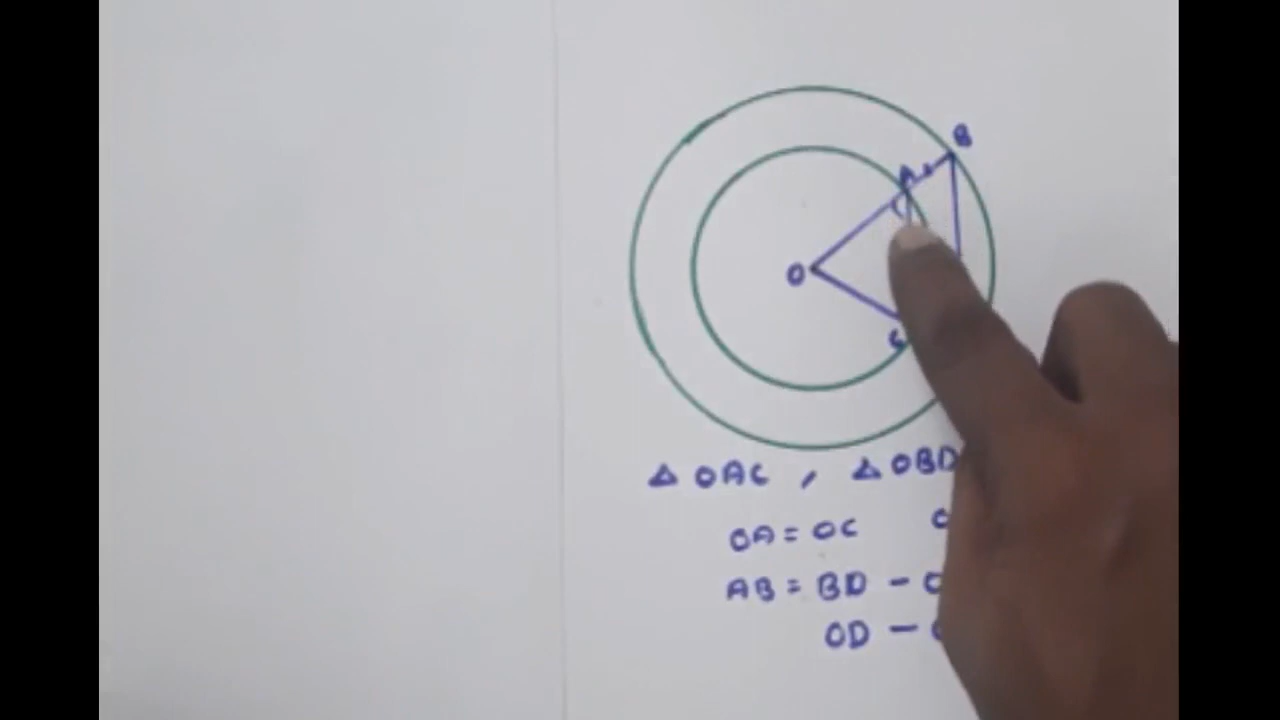 B
A
O
C
Δ OAC , Δ OBD
OA = OC
AB = BD -
OD -